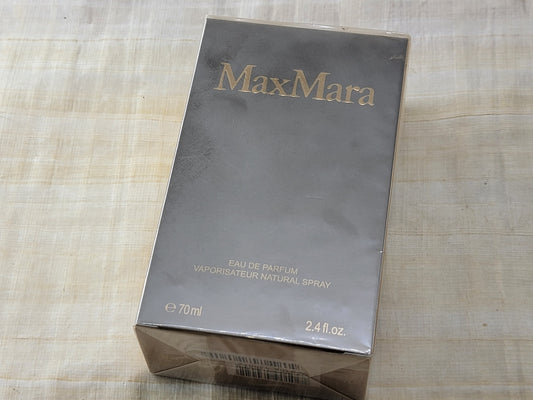 MaxMara
EAU DE PARFUM
VAPORISATEUR NATURAL SPRAY
℮ 70ml 2.4 fl.oz.